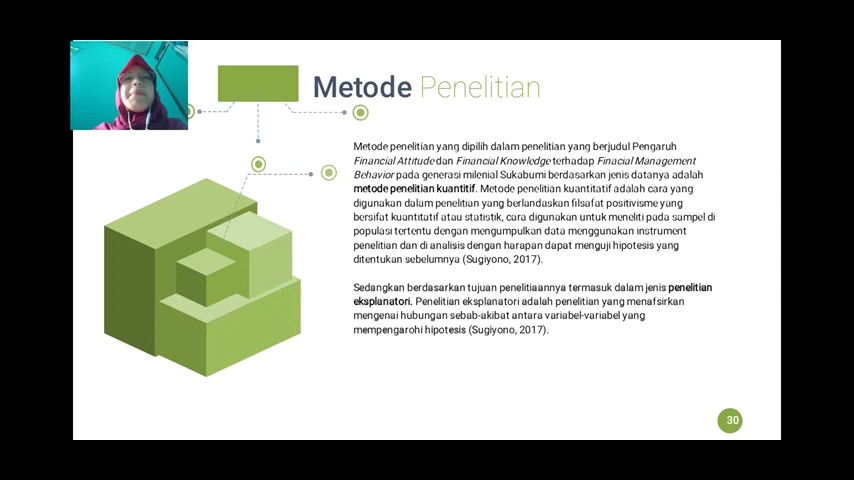 Metode Penelitian
Metode penelitian yang dipilih dalam penelitian yang berjudul Pengaruh
Financial Attitude dan Financial Knowledge terhadap Finacial Management
Behavior pada generasi milenial Sukabumi berdasarkan jenis datanya adalah
metode penelitian kuantitif. Metode penelitian kuantitatif adalah cara yang
digunakan dalam penelitian yang berlandaskan filsafat positivisme yang
bersifat kuantitatif atau statistik, cara digunakan untuk meneliti pada sampel di
populasi tertentu dengan mengumpulkan data menggunakan instrument
penelitian dan di analisis dengan harapan dapat menguji hipotesis yang
ditentukan sebelumnya (Sugiyono, 2017).
Sedangkan berdasarkan tujuan penelitiaannya termasuk dalam jenis penelitian
eksplanatori. Penelitian eksplanatori adalah penelitian yang menafsirkan
mengenai hubungan sebab-akibat antara variabel-variabel yang
mempengarohi hipotesis (Sugiyono, 2017).
30